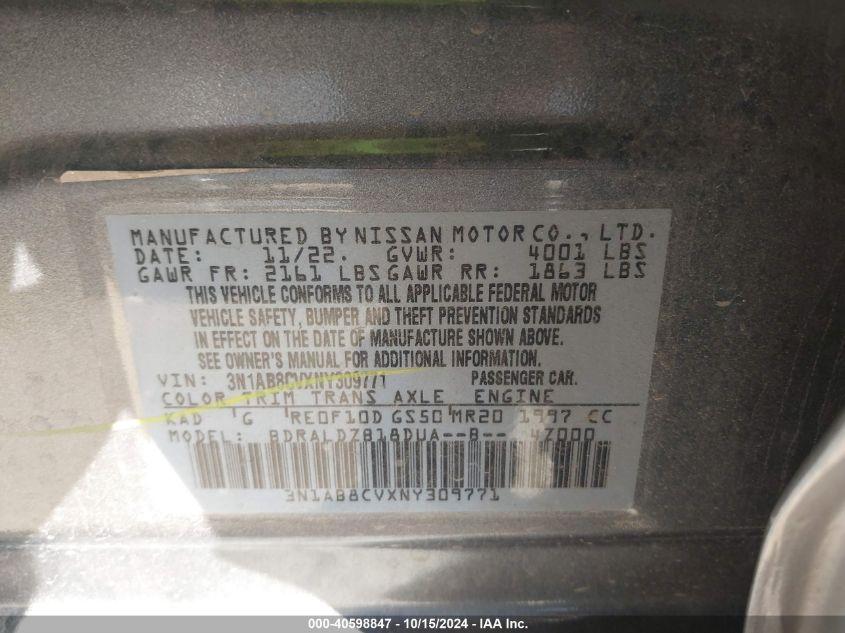 MANUFACTURED BY NISSAN MOTOR CO., LTD.
DATE: 11/22. GVWR: 4001 LBS
GAWR FR: 2161 LBS GAWR RR: 1863 LBS
THIS VEHICLE CONFORMS TO ALL APPLICABLE FEDERAL MOTOR
VEHICLE SAFETY, BUMPER AND THEFT PREVENTION STANDARDS
IN EFFECT ON THE DATE OF MANUFACTURE SHOWN ABOVE.
SEE OWNER'S MANUAL FOR ADDITIONAL INFORMATION.
VIN: 3N1AB8CVXNY309771 PASSENGER CAR.
COLOR TRIM TRANS AXLE ENGINE
KAD G RE0F10D GS50 MR20 1997 CC
MODEL: BDRALDZ818DUA--B-- 47000
3N1AB8CVXNY309771
000-40598847 - 10/15/2024 - IAA Inc.